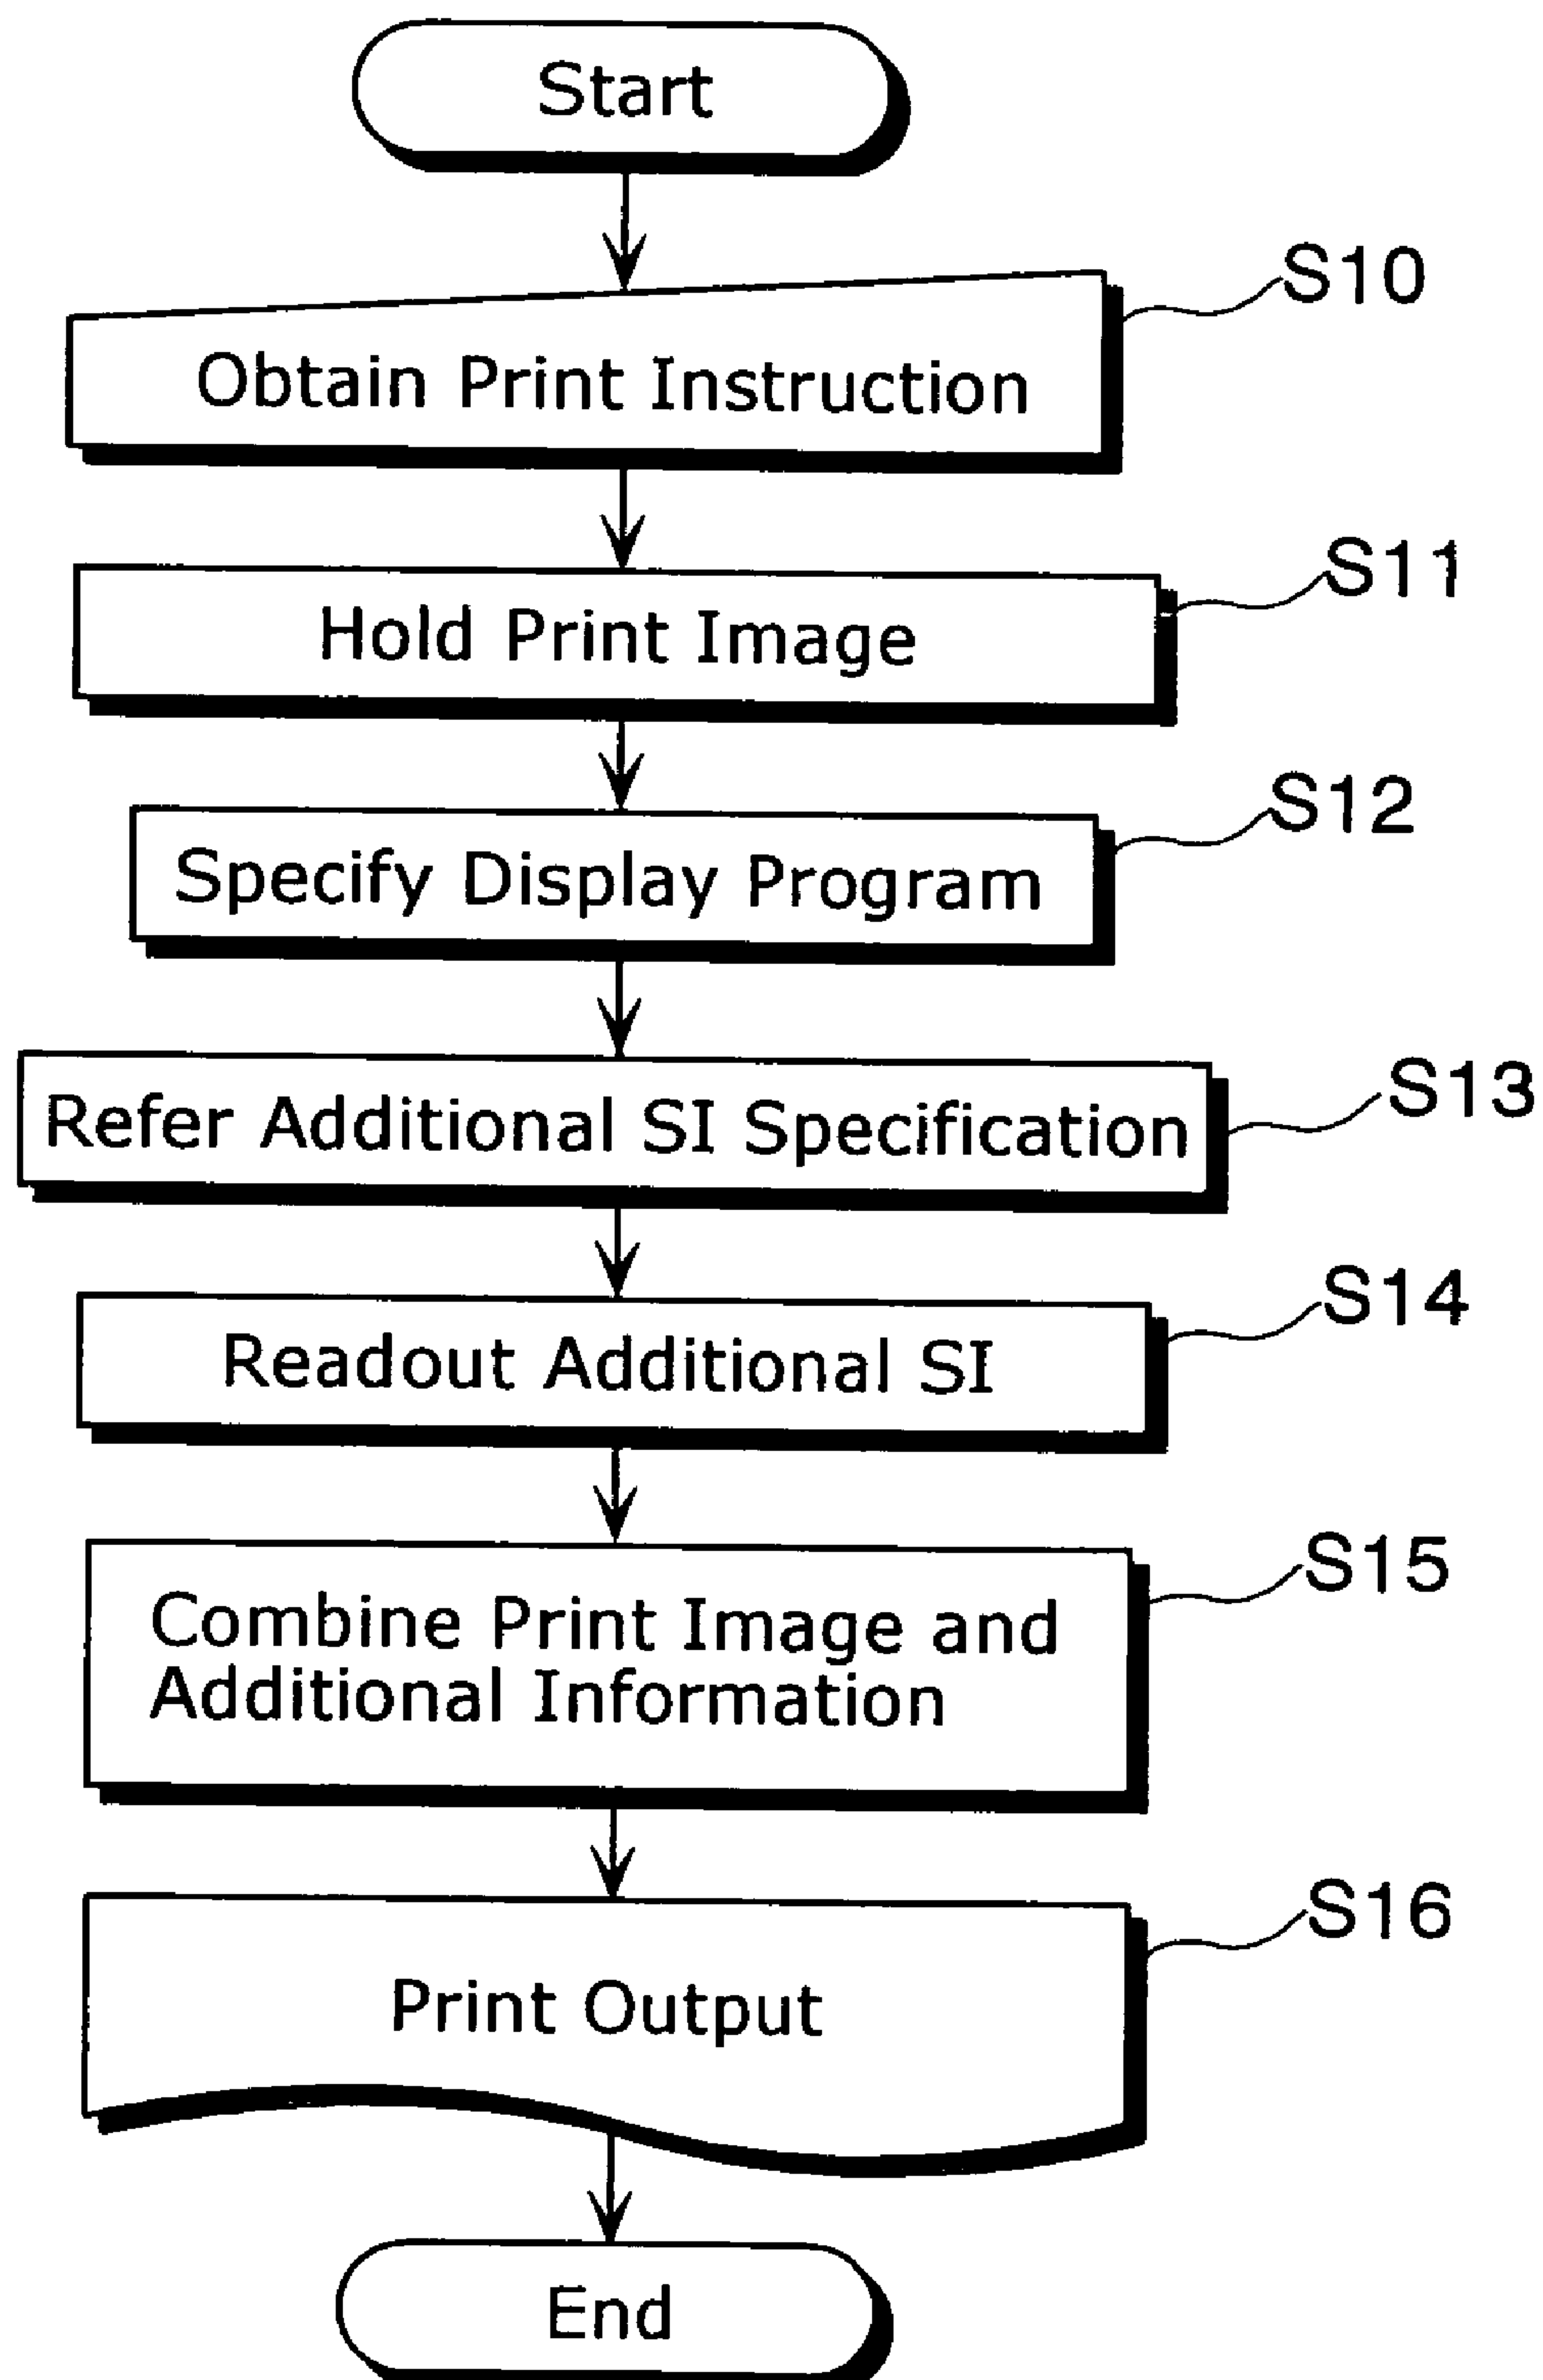 Start
S10
Obtain Print Instruction
S11
Hold Print Image
S12
Specify Display Program
S13
Refer Additional SI Specification
S14
Readout Additional SI
S15
Combine Print Image and
Additional Information
S16
Print Output
End